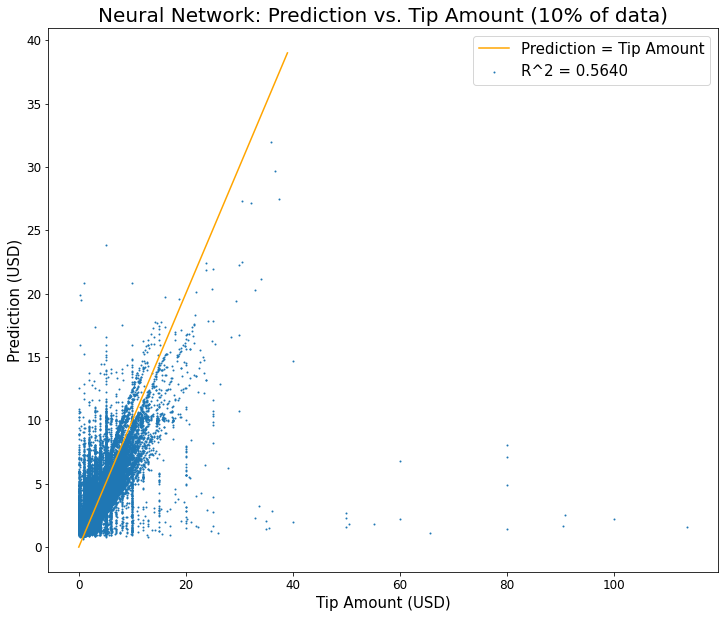 Neural Network: Prediction vs. Tip Amount (10% of data)
Prediction = Tip Amount
R^2 = 0.5640
Prediction (USD)
40
35
30
25
20
15
10
5
0
0 20 40 60 80 100
Tip Amount (USD)